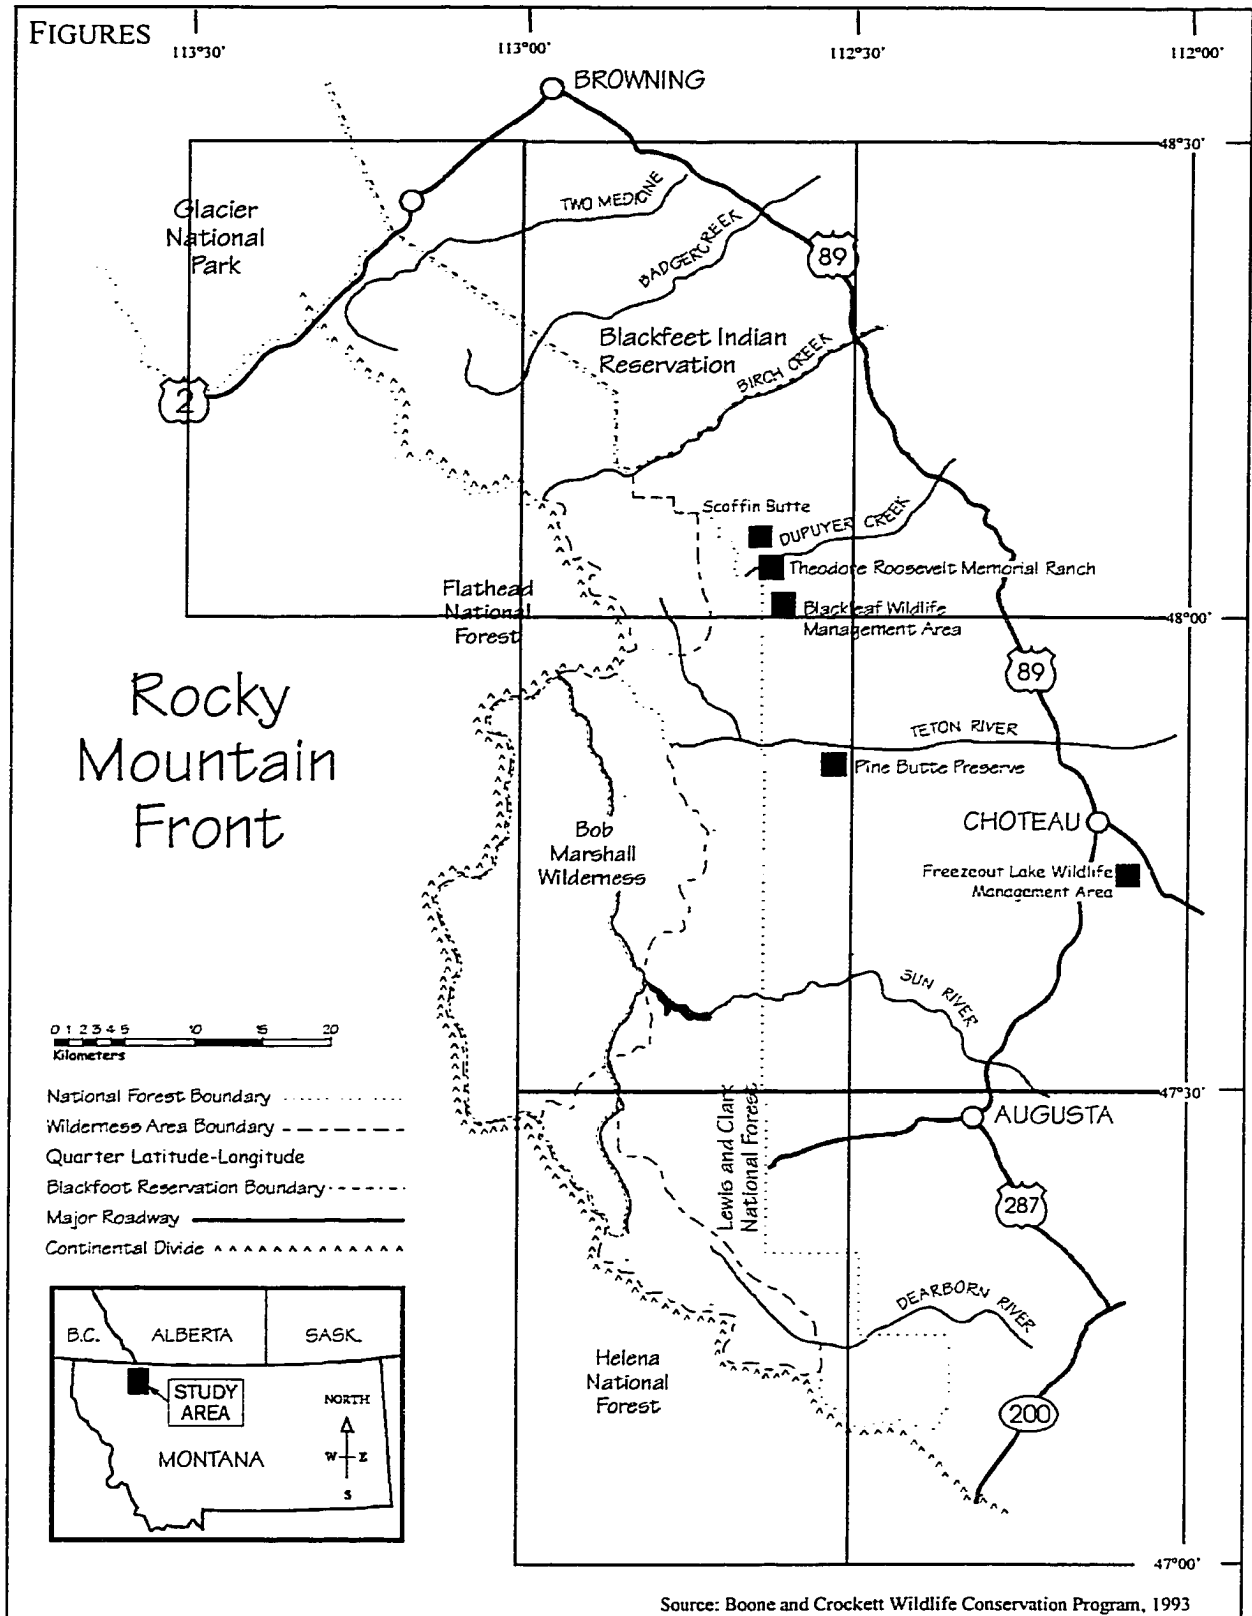 FIGURES
113°30'
113°00'
112°30'
112°00'
BROWNING
48°30'
Glacier
National
Park
TWO MEDICINE
BADGERCREEK
89
Blackfeet Indian
Reservation
BIRCH CREEK
2
Scoffin Butte
DUPUYER CREEK
Theodore Roosevelt Memorial Ranch
Flathead
National
Forest
Blackleaf Wildlife
Management Area
48°00'
Rocky
Mountain
Front
89
TETON RIVER
Pine Butte Preserve
CHOTEAU
Bob
Marshall
Wilderness
Freezeout Lake Wildlife
Management Area
SUN RIVER
0 1 2 3 4 5 10 15 20
Kilometers
National Forest Boundary
Wilderness Area Boundary
Quarter Latitude-Longitude
Blackfoot Reservation Boundary
Major Roadway
Continental Divide
47°30'
Lewis and Clark
National Forest
AUGUSTA
287
DEARBORN RIVER
Helena
National
Forest
200
B.C.
ALBERTA
SASK.
STUDY
AREA
MONTANA
NORTH
W
E
S
47°00'
Source: Boone and Crockett Wildlife Conservation Program, 1993